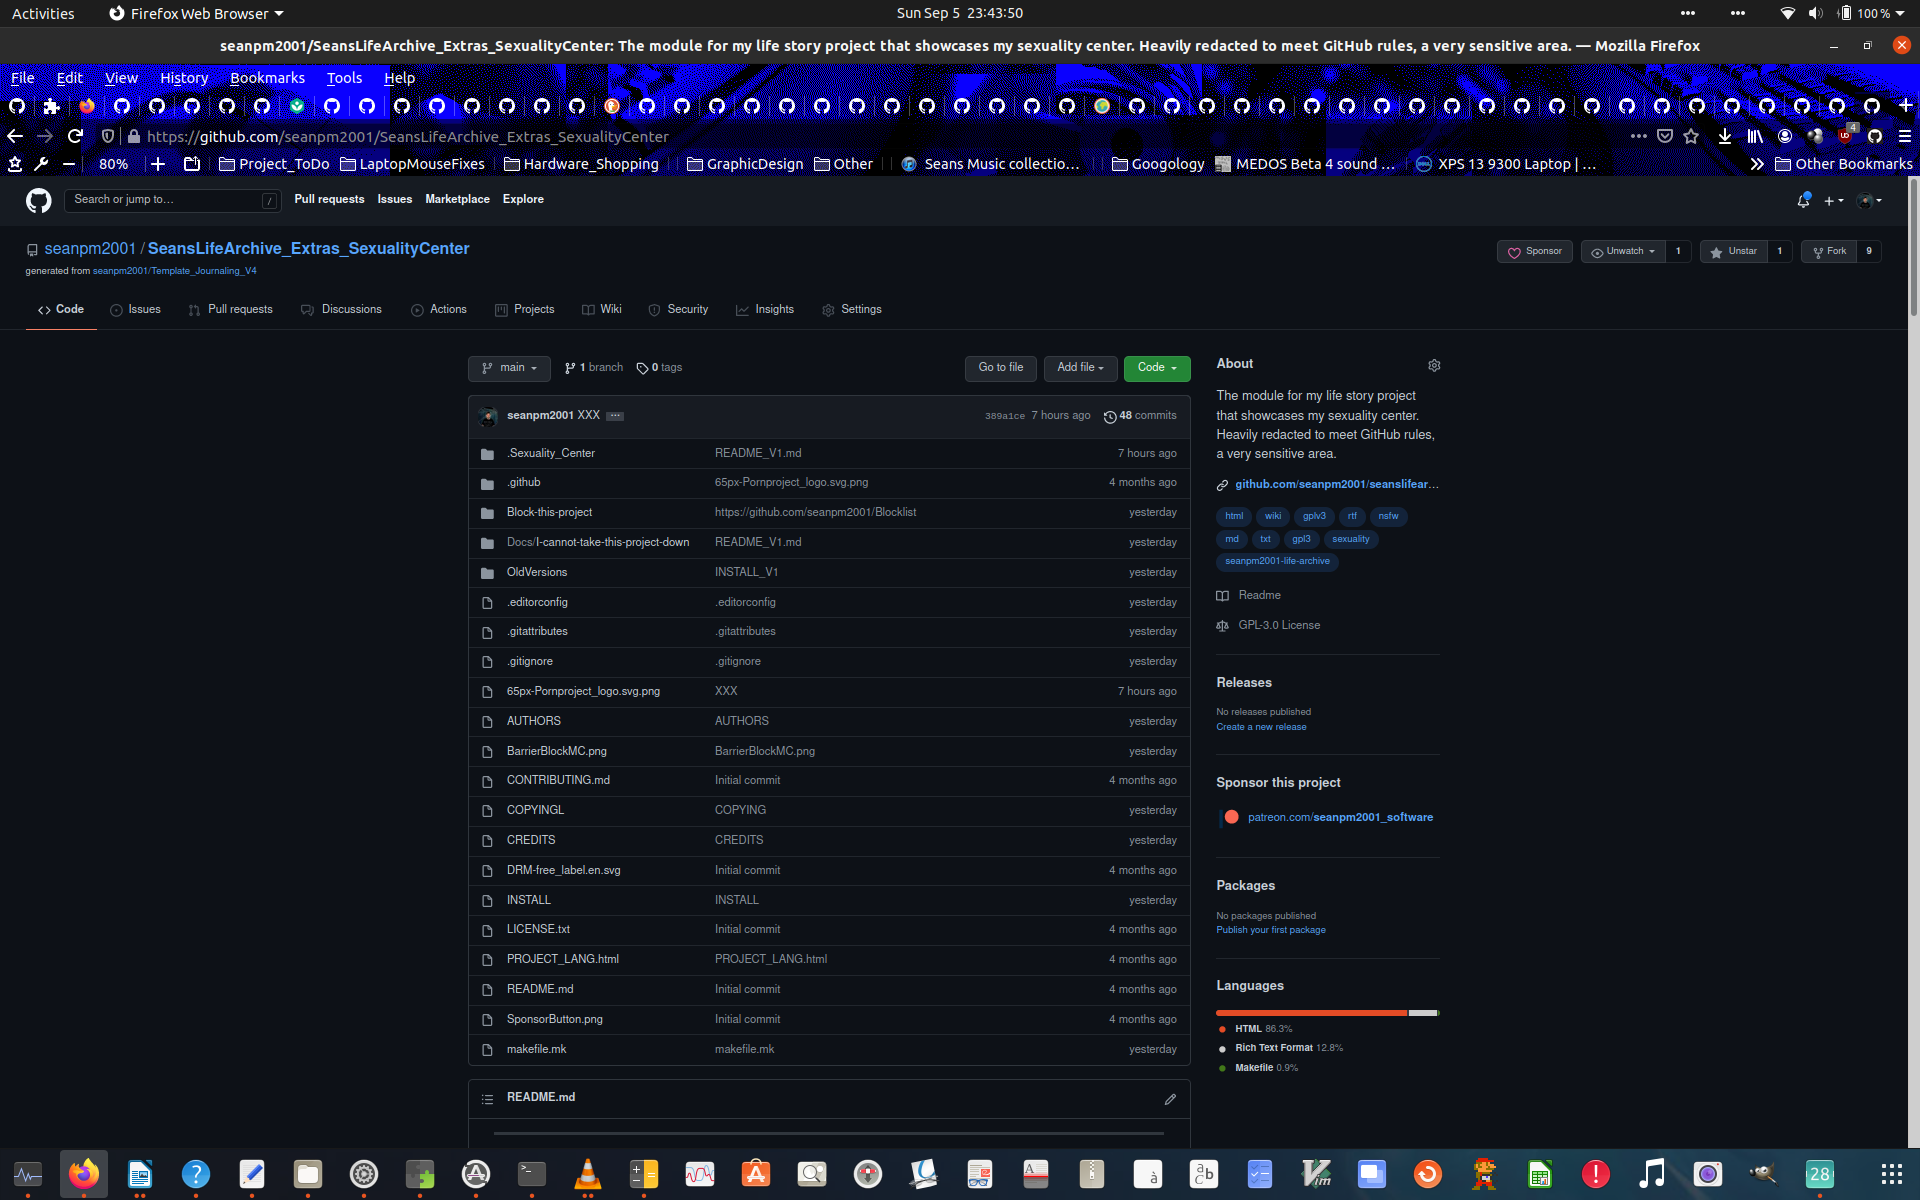 Activities Firefox Web Browser Sun Sep 5 23:43:50 100 %
seanpm2001/SeansLifeArchive_Extras_SexualityCenter: The module for my life story project that showcases my sexuality center. Heavily redacted to meet GitHub rules, a very sensitive area. — Mozilla Firefox
File Edit View History Bookmarks Tools Help
https://github.com/seanpm2001/SeansLifeArchive_Extras_SexualityCenter 4
80% Project_ToDo LaptopMouseFixes Hardware_Shopping GraphicDesign Other Seans Music collectio… Googology MEDOS Beta 4 sound … XPS 13 9300 Laptop | … Other Bookmarks
Search or jump to… / Pull requests Issues Marketplace Explore
seanpm2001 / SeansLifeArchive_Extras_SexualityCenter Sponsor Unwatch 1 Unstar 1 Fork 9
generated from seanpm2001/Template_Journaling_V4
Code Issues Pull requests Discussions Actions Projects Wiki Security Insights Settings
main 1 branch 0 tags Go to file Add file Code
seanpm2001 XXX ... 389a1ce 7 hours ago 48 commits
.Sexuality_Center README_V1.md 7 hours ago
.github 65px-Pornproject_logo.svg.png 4 months ago
Block-this-project https://github.com/seanpm2001/Blocklist yesterday
Docs/I-cannot-take-this-project-down README_V1.md yesterday
OldVersions INSTALL_V1 yesterday
.editorconfig .editorconfig yesterday
.gitattributes .gitattributes yesterday
.gitignore .gitignore yesterday
65px-Pornproject_logo.svg.png XXX 7 hours ago
AUTHORS AUTHORS yesterday
BarrierBlockMC.png BarrierBlockMC.png yesterday
CONTRIBUTING.md Initial commit 4 months ago
COPYINGL COPYING yesterday
CREDITS CREDITS yesterday
DRM-free_label.en.svg Initial commit 4 months ago
INSTALL INSTALL yesterday
LICENSE.txt Initial commit 4 months ago
PROJECT_LANG.html PROJECT_LANG.html 4 months ago
README.md Initial commit 4 months ago
SponsorButton.png Initial commit 4 months ago
makefile.mk makefile.mk yesterday
README.md
About
The module for my life story project
that showcases my sexuality center.
Heavily redacted to meet GitHub rules,
a very sensitive area.
github.com/seanpm2001/seanslifear…
html wiki gplv3 rtf nsfw
md txt gpl3 sexuality
seanpm2001-life-archive
Readme
GPL-3.0 License
Releases
No releases published
Create a new release
Sponsor this project
patreon.com/seanpm2001_software
Packages
No packages published
Publish your first package
Languages
HTML 86.3%
Rich Text Format 12.8%
Makefile 0.9%
28